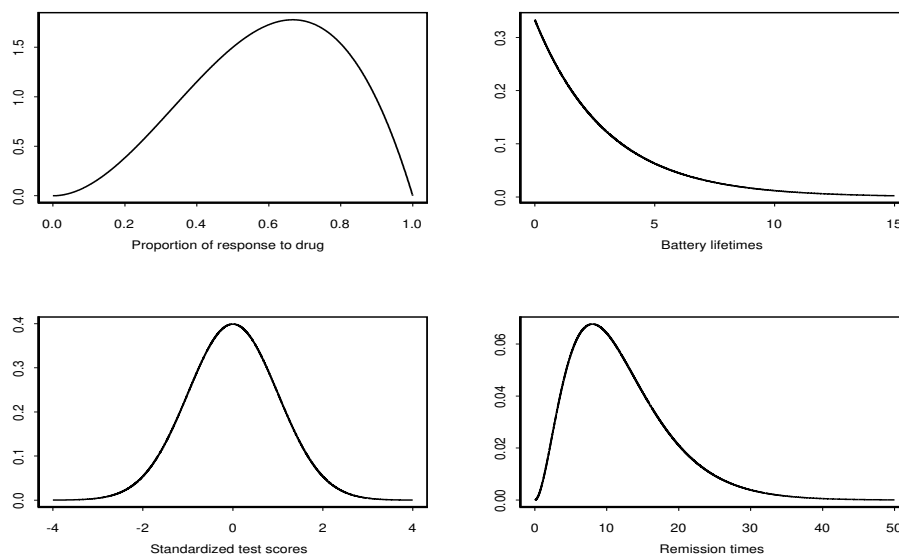 1.5
1.0
0.5
0.0
0.0 0.2 0.4 0.6 0.8 1.0
Proportion of response to drug
0.3
0.2
0.1
0.0
0 5 10 15
Battery lifetimes
0.4
0.3
0.2
0.1
0.0
-4 -2 0 2 4
Standardized test scores
0.06
0.04
0.02
0.00
0 10 20 30 40 50
Remission times